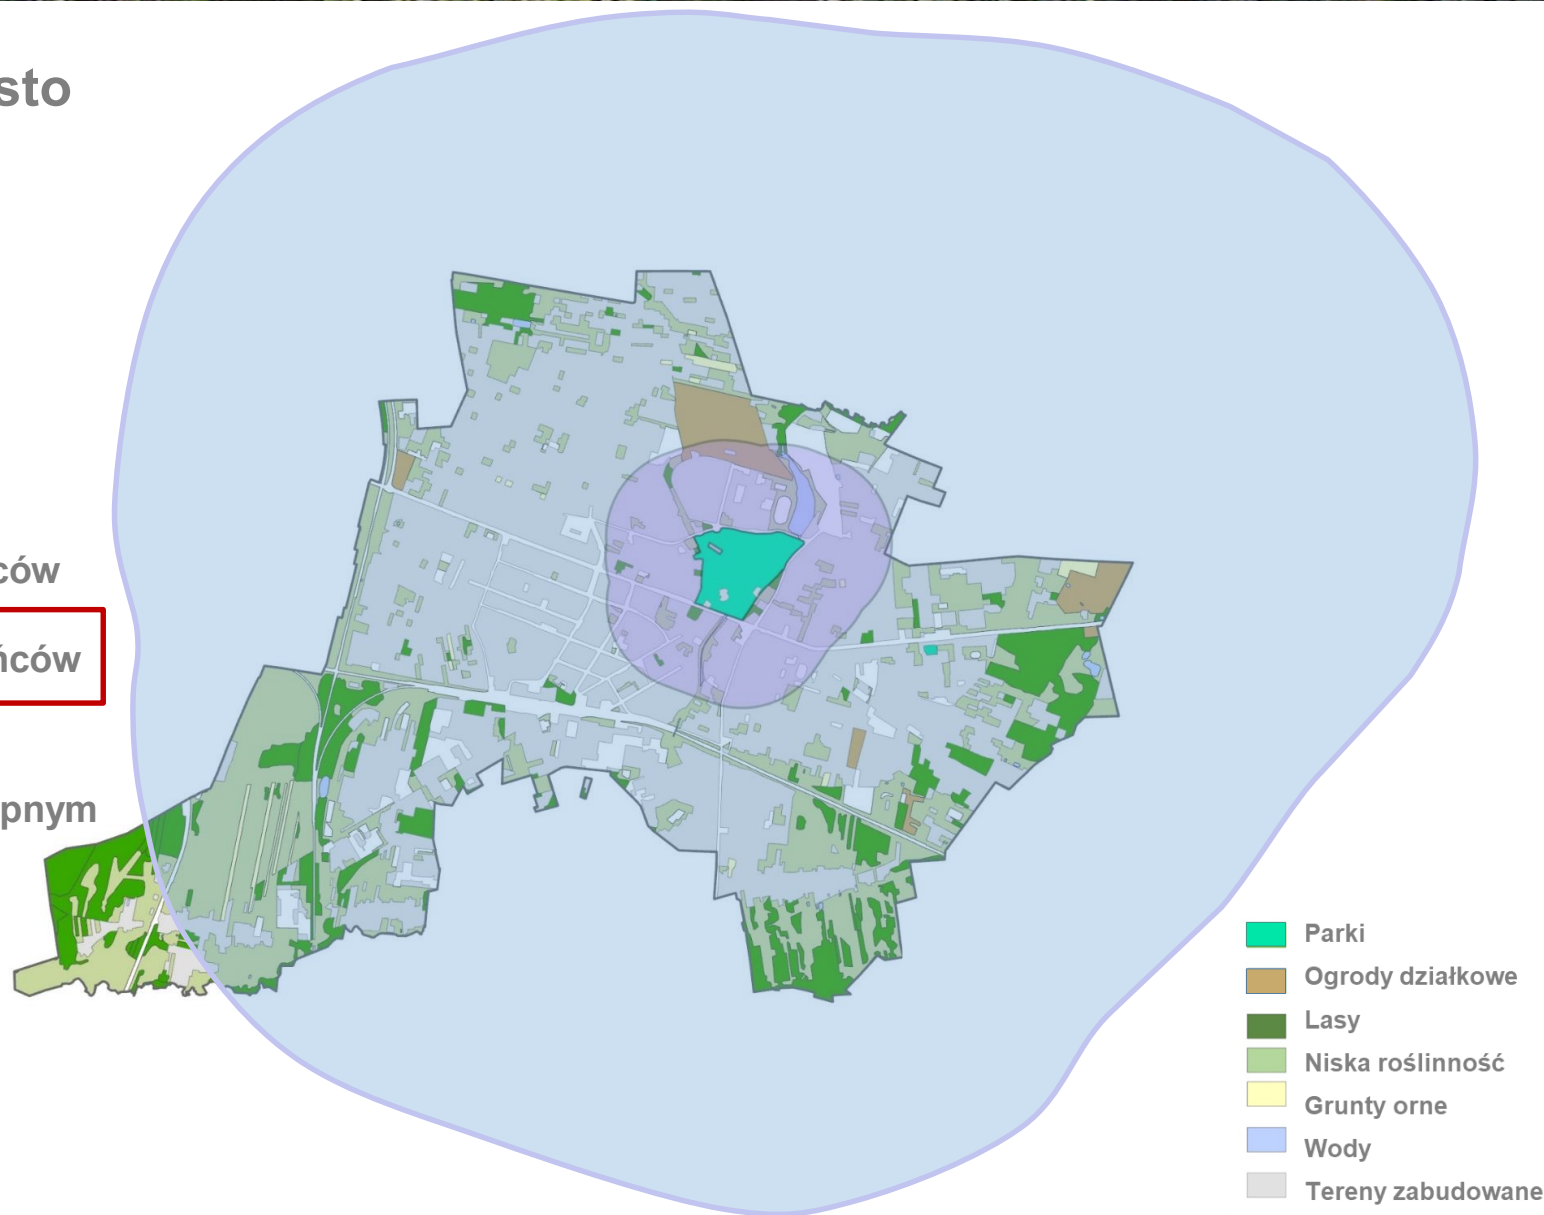 sto
ców
ńców
pnym
Parki
Ogrody działkowe
Lasy
Niska roślinność
Grunty orne
Wody
Tereny zabudowane